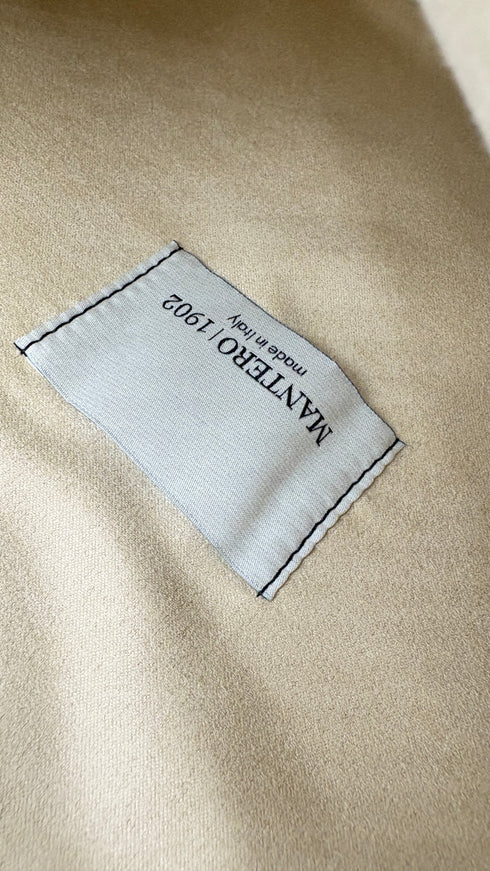 MANTERO | 1902
made in Italy